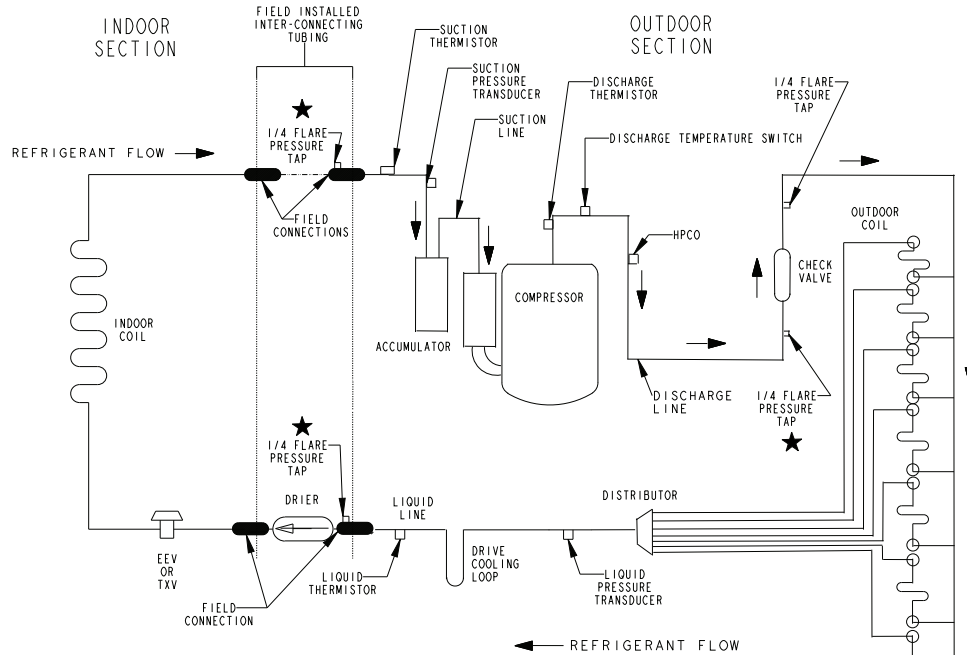 INDOOR
SECTION
FIELD INSTALLED
INTER-CONNECTING
TUBING
SUCTION
THERMISTOR
OUTDOOR
SECTION
SUCTION
PRESSURE
TRANSDUCER
DISCHARGE
THERMISTOR
1/4 FLARE
PRESSURE
TAP
1/4 FLARE
PRESSURE
TAP
SUCTION
LINE
DISCHARGE TEMPERATURE SWITCH
REFRIGERANT FLOW
FIELD
CONNECTIONS
HPCO
OUTDOOR
COIL
CHECK
VALVE
COMPRESSOR
INDOOR
COIL
ACCUMULATOR
DISCHARGE
LINE
1/4 FLARE
PRESSURE
TAP
1/4 FLARE
PRESSURE
TAP
DRIER
LIQUID
LINE
DISTRIBUTOR
EEV
OR
TXV
LIQUID
THERMISTOR
DRIVE
COOLING
LOOP
LIQUID
PRESSURE
TRANSDUCER
FIELD
CONNECTION
REFRIGERANT FLOW